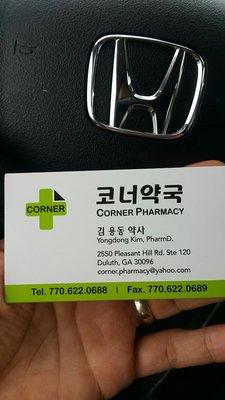 CORNER
코너약국
CORNER PHARMACY
김 용동 약사
Yongdong Kim, PharmD.
2550 Pleasant Hill Rd. Ste 120
Duluth, GA 30096
corner.pharmacy@yahoo.com
Tel. 770.622.0688 | Fax. 770.622.0689